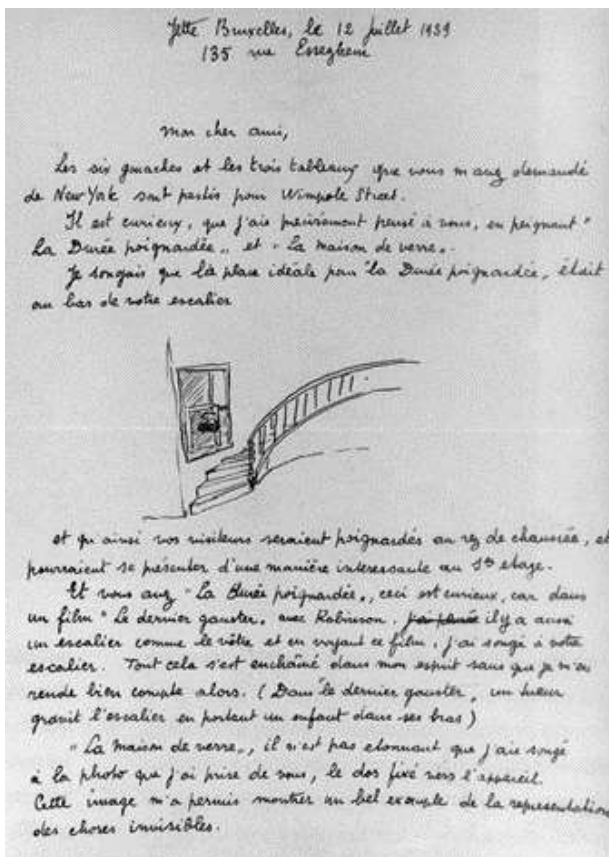 Jette Bruxelles, le 12 juillet 1939
135 rue Esseghem
mon cher ami,
Les six gouaches et les trois tableaux que vous m'avez demandé
de New York sont partis pour Wimpole Street.
Il est curieux, que j'aie précisément pensé à vous, en peignant "
La Durée poignardée" et "La maison de verre".
Je songeais que la place idéale pour "la Durée poignardée, était
au bas de votre escalier
et qu'ainsi vos visiteurs seraient poignardés au rez de chaussée, et
pourraient se présenter d'une manière intéressante au 1er étage.
Et vous avez "La Durée poignardée", ceci est curieux, car dans
un film "Le dernier gangster" avec Robinson, il y a aussi
un escalier comme le vôtre et en voyant ce film, j'ai songé à votre
escalier. Tout cela s'est enchaîné dans mon esprit sans que je m'en
rende bien compte alors. (Dans le dernier gangster, un tueur
gravit l'escalier en portant un enfant dans ses bras)
"La maison de verre", il n'est pas étonnant que j'aie songé
à la photo que j'ai prise de vous, le dos fixé vers l'appareil.
Cette image m'a permis montrer un bel exemple de la représentation
des choses invisibles.